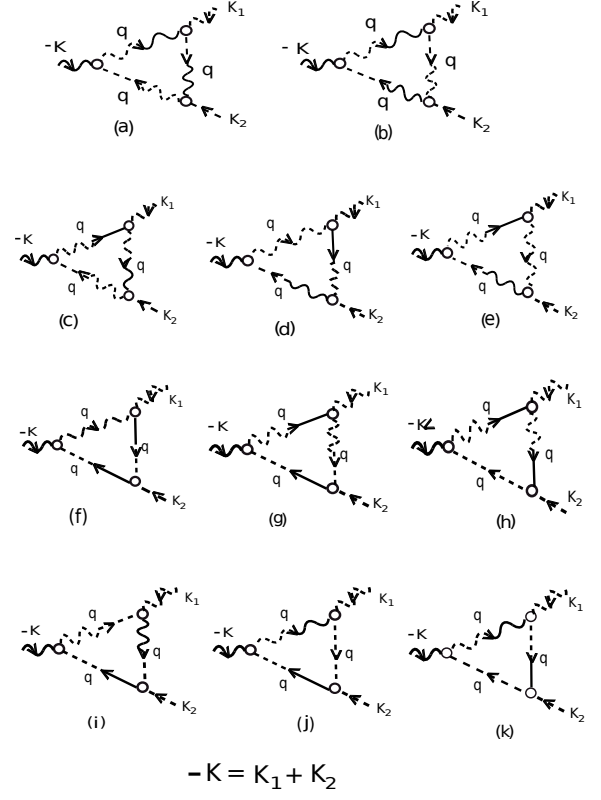 K₁
-K q
q
q
K₂
(a)
K₁
- K q
q
q
K₂
(b)
K₁
-K q
q
q
K₂
(c)
K₁
-K q
q
q
K₂
(d)
K₁
-K q
q
q
K₂
(e)
K₁
-K q
q
q
K₂
(f)
K₁
-K q
q
q
K₂
(g)
K₁
-K q
q
q
K₂
(h)
K₁
-K q
q
q
K₂
(i)
K₁
-K q
q
q
K₂
(j)
K₁
-K q
q
q
K₂
(k)
-K = K₁ + K₂